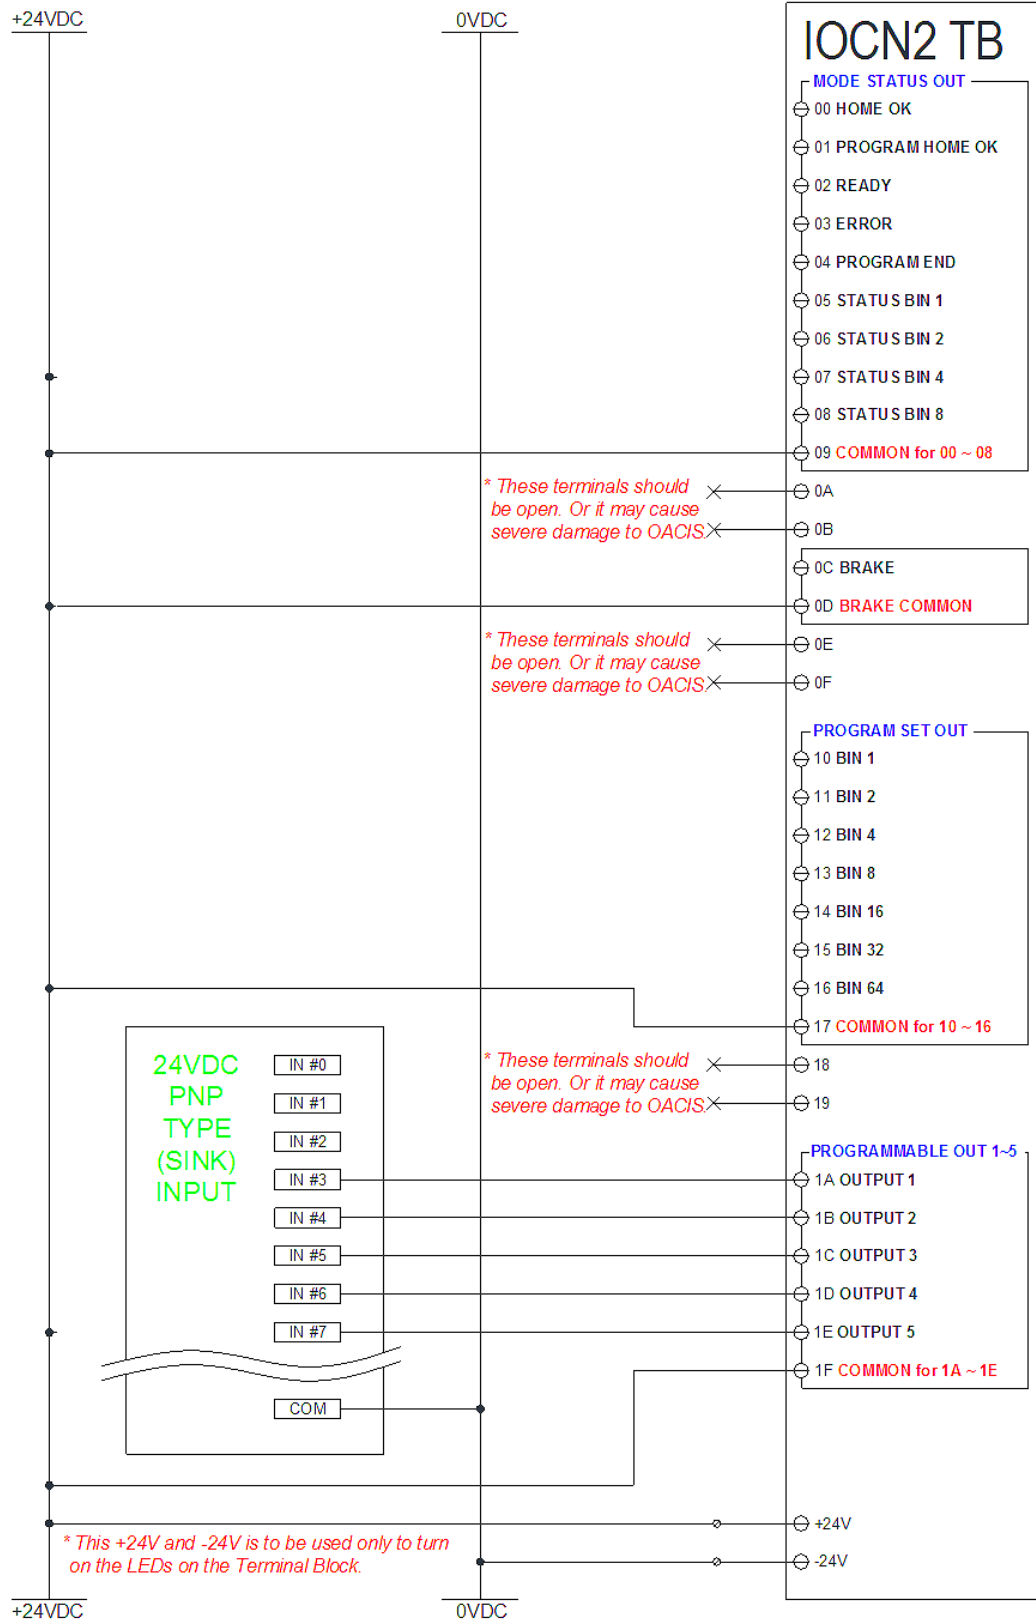 +24VDC
0VDC
IOCN2 TB
MODE STATUS OUT
00 HOME OK
01 PROGRAM HOME OK
02 READY
03 ERROR
04 PROGRAM END
05 STATUS BIN 1
06 STATUS BIN 2
07 STATUS BIN 4
08 STATUS BIN 8
09 COMMON for 00 ~ 08
* These terminals should
be open. Or it may cause
severe damage to OACIS.
0A
0B
0C BRAKE
0D BRAKE COMMON
* These terminals should
be open. Or it may cause
severe damage to OACIS.
0E
0F
PROGRAM SET OUT
10 BIN 1
11 BIN 2
12 BIN 4
13 BIN 8
14 BIN 16
15 BIN 32
16 BIN 64
17 COMMON for 10 ~ 16
* These terminals should
be open. Or it may cause
severe damage to OACIS.
18
19
24VDC
PNP
TYPE
(SINK)
INPUT
IN #0
IN #1
IN #2
IN #3
IN #4
IN #5
IN #6
IN #7
COM
PROGRAMMABLE OUT 1~5
1A OUTPUT 1
1B OUTPUT 2
1C OUTPUT 3
1D OUTPUT 4
1E OUTPUT 5
1F COMMON for 1A ~ 1E
+24V
-24V
* This +24V and -24V is to be used only to turn
on the LEDs on the Terminal Block.
+24VDC
0VDC